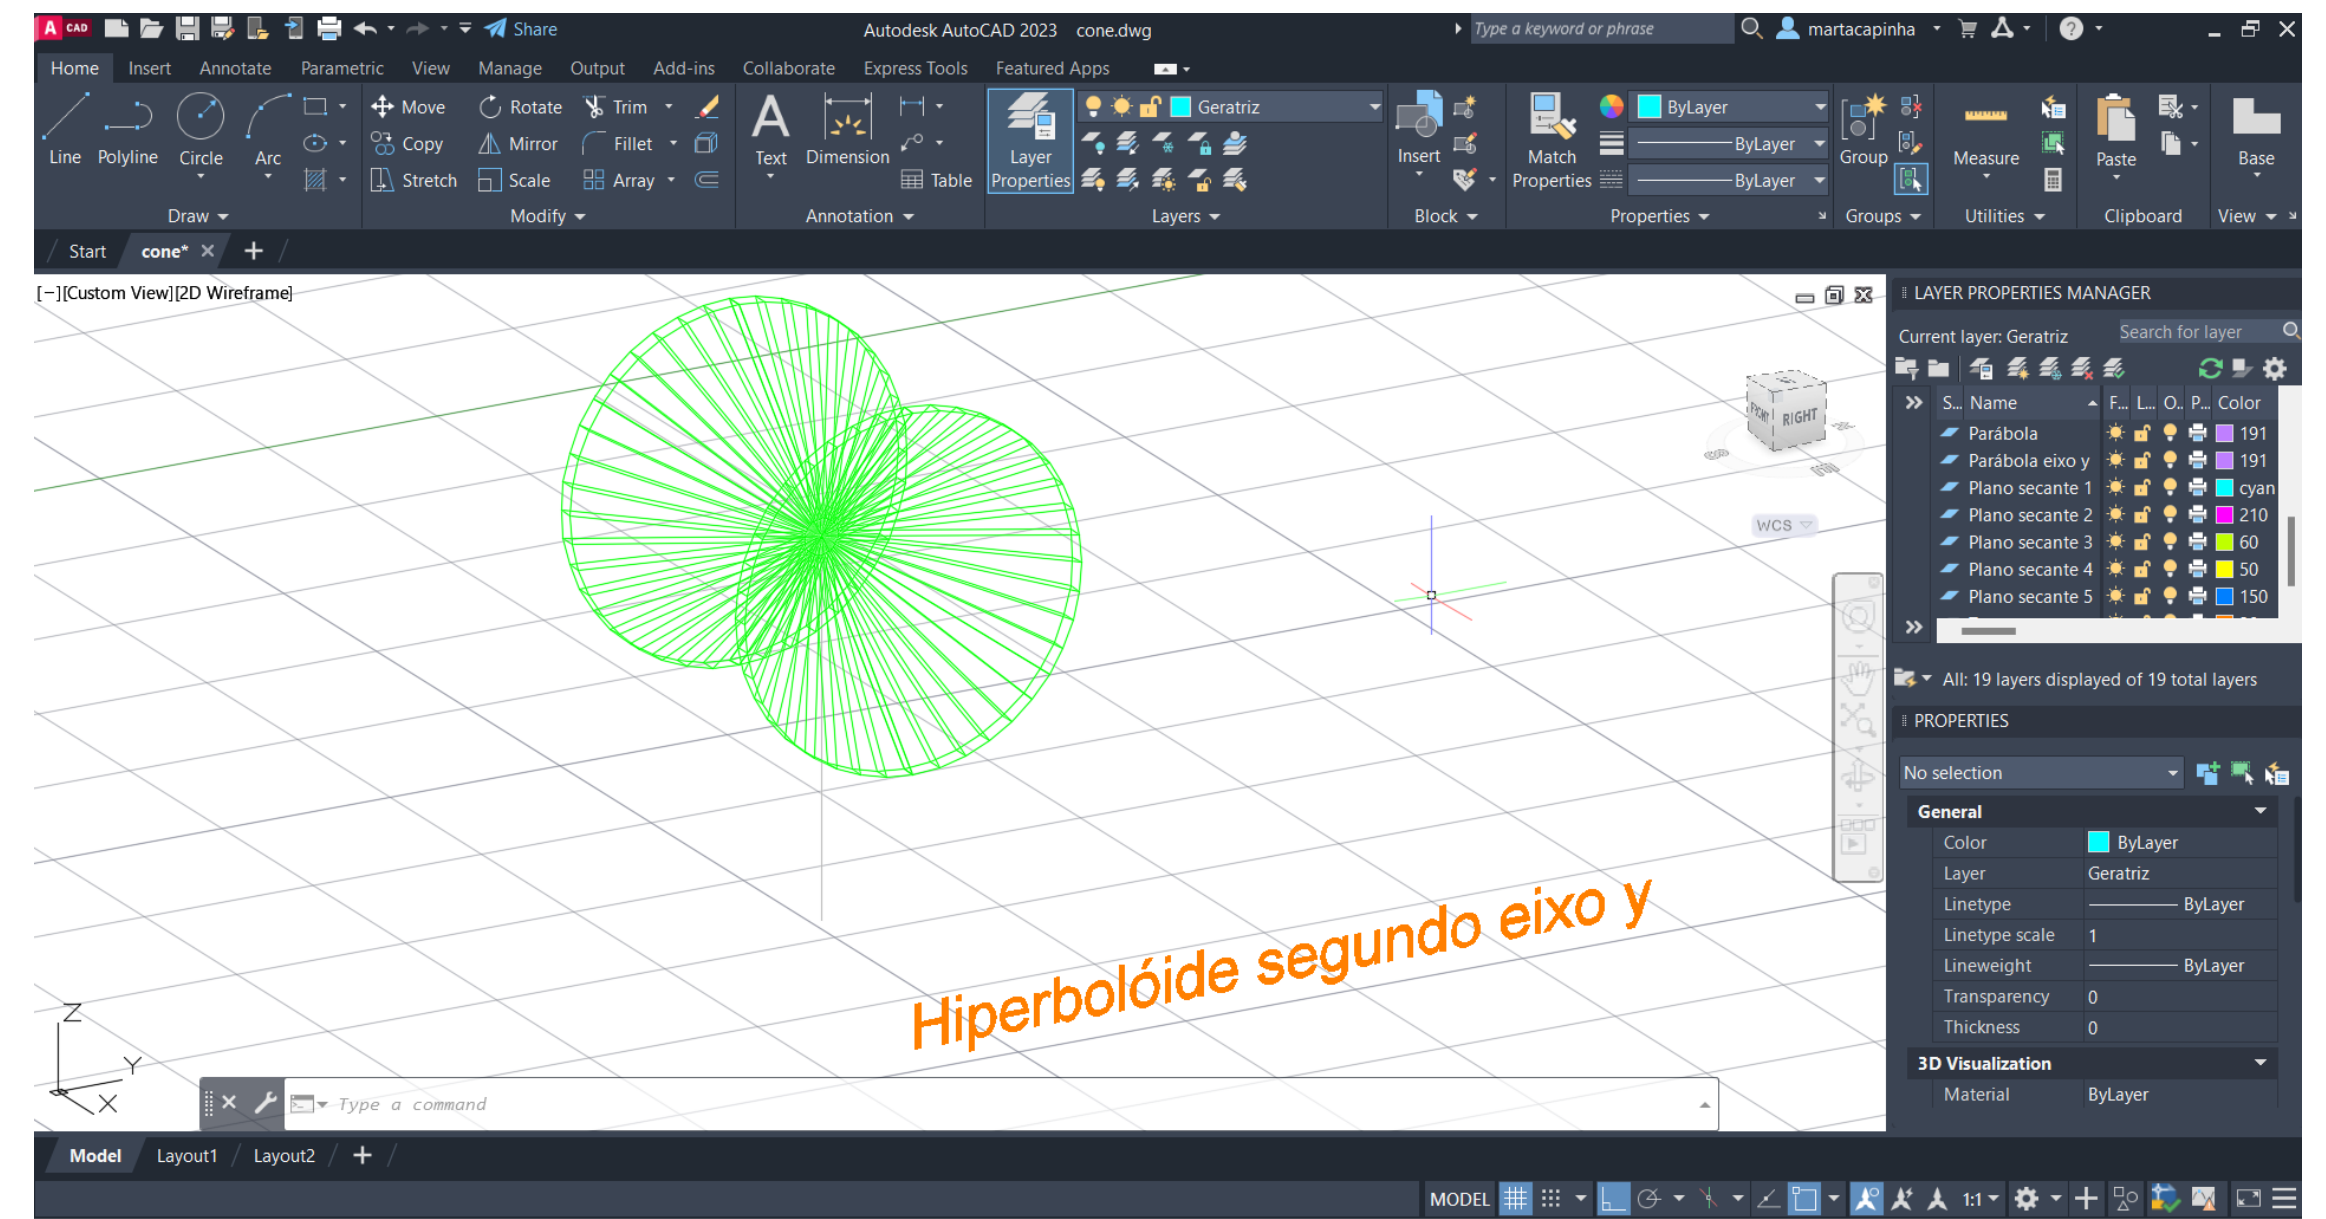 A CAD Share Autodesk AutoCAD 2023 cone.dwg Type a keyword or phrase martacapinha
Home Insert Annotate Parametric View Manage Output Add-ins Collaborate Express Tools Featured Apps
Line Polyline Circle Arc
Move Rotate Trim
Copy Mirror Fillet
Stretch Scale Array
Text Dimension Table
Layer Properties
Geratriz
Insert
Match Properties
ByLayer
ByLayer
ByLayer
Group
Measure
Paste
Base
Draw Modify Annotation Layers Block Properties Groups Utilities Clipboard View
Start cone* +
[−][Custom View][2D Wireframe]
RIGHT
WCS
Hiperbolóide segundo eixo y
Z
Y
X
Type a command
LAYER PROPERTIES MANAGER
Current layer: Geratriz Search for layer
S... Name F... L... O.. P... Color
Parábola 191
Parábola eixo y 191
Plano secante 1 cyan
Plano secante 2 210
Plano secante 3 60
Plano secante 4 50
Plano secante 5 150
All: 19 layers displayed of 19 total layers
PROPERTIES
No selection
General
Color ByLayer
Layer Geratriz
Linetype ByLayer
Linetype scale 1
Lineweight ByLayer
Transparency 0
Thickness 0
3D Visualization
Material ByLayer
Model Layout1 Layout2 +
MODEL 1:1